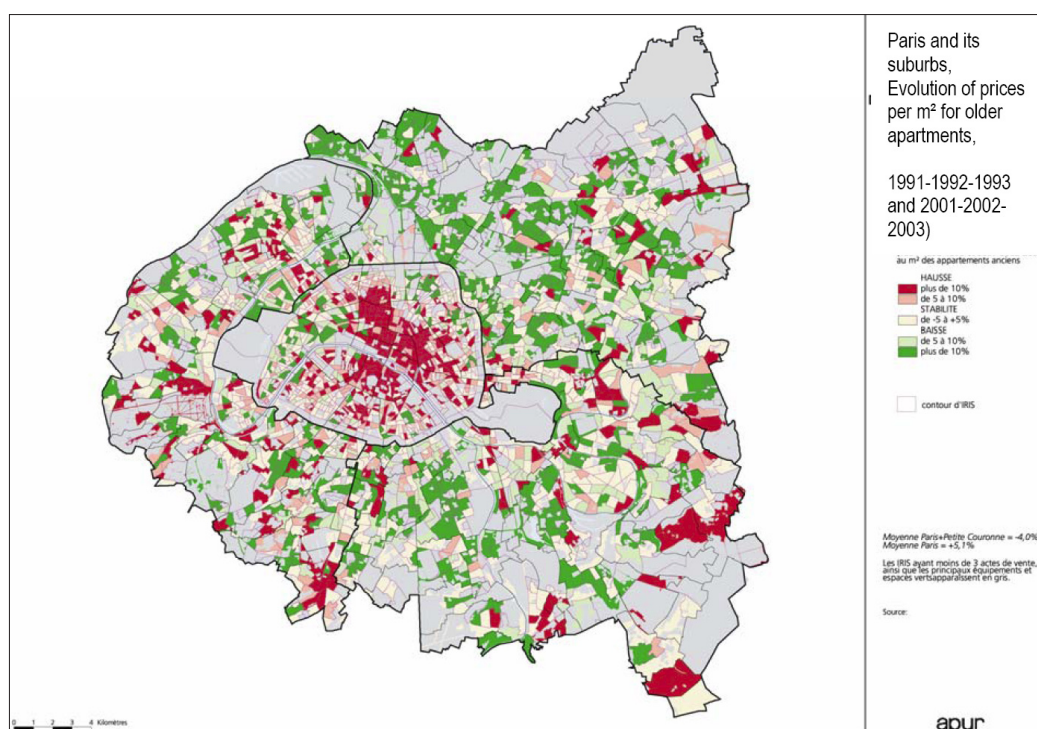 Paris and its
suburbs,
Evolution of prices
per m² for older
apartments,
1991-1992-1993
and 2001-2002-
2003)
au m² des appartements anciens
HAUSSE
plus de 10%
de 5 à 10%
STABILITE
de -5 à +5%
BAISSE
de 5 à 10%
plus de 10%
contour d'IRIS
Moyenne Paris+Petite Couronne = -4,0%
Moyenne Paris = +5,1%
Les IRIS ayant moins de 3 actes de vente,
ainsi que les principaux équipements et
espaces vertsapparaîssent en gris.
Source:
0 1 2 3 4 Kilomètres
apur